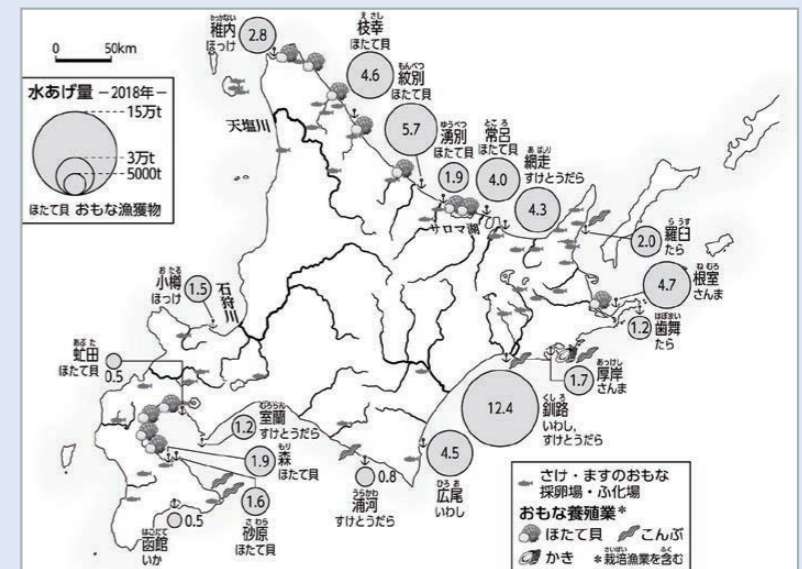 0 50km
水あげ量 −2018年−
15万t
3万t
5000t
ほたて貝 おもな漁獲物
わっかない
稚内
ほっけ
2.8
えさし
枝幸
ほたて貝
4.6
もんべつ
紋別
ほたて貝
5.7
ゆうべつ
湧別
ほたて貝
1.9
ところ
常呂
ほたて貝
4.0
あばしり
網走
すけとうだら
4.3
天塩川
サロマ湖
らうす
羅臼
たら
2.0
ねむろ
根室
さんま
4.7
はぼまい
歯舞
たら
1.2
あっけし
厚岸
さんま
1.7
くしろ
釧路
いわし,
すけとうだら
12.4
ひろお
広尾
いわし
4.5
うらかわ
浦河
すけとうだら
0.8
おたる
小樽
ほっけ
1.5
石狩川
あぶた
虻田
ほたて貝
0.5
むろらん
室蘭
すけとうだら
1.2
もり
森
ほたて貝
1.9
さわら
砂原
ほたて貝
1.6
はこだて
函館
いか
0.5
さけ・ますのおもな
採卵場・ふ化場
おもな養殖業*
ほたて貝 こんぶ
かき *栽培漁業を含む
さいばい ふく